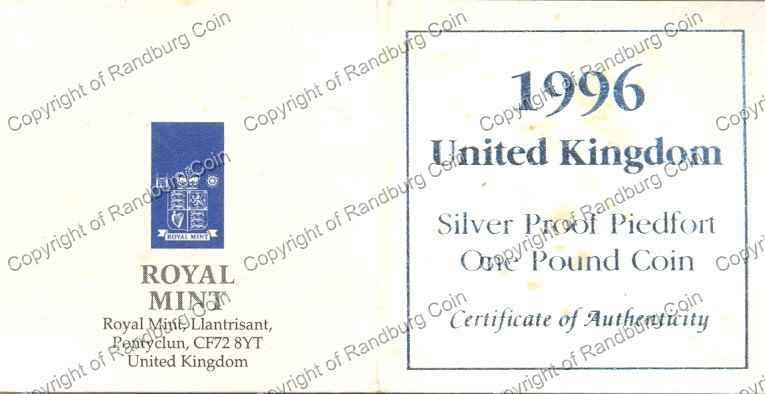 ROYAL MINT
ROYAL
MINT
Royal Mint, Llantrisant,
Pontyclun, CF72 8YT
United Kingdom
1996
United Kingdom
Silver Proof Piedfort
One Pound Coin
Certificate of Authenticity
Copyright of Randburg Coin